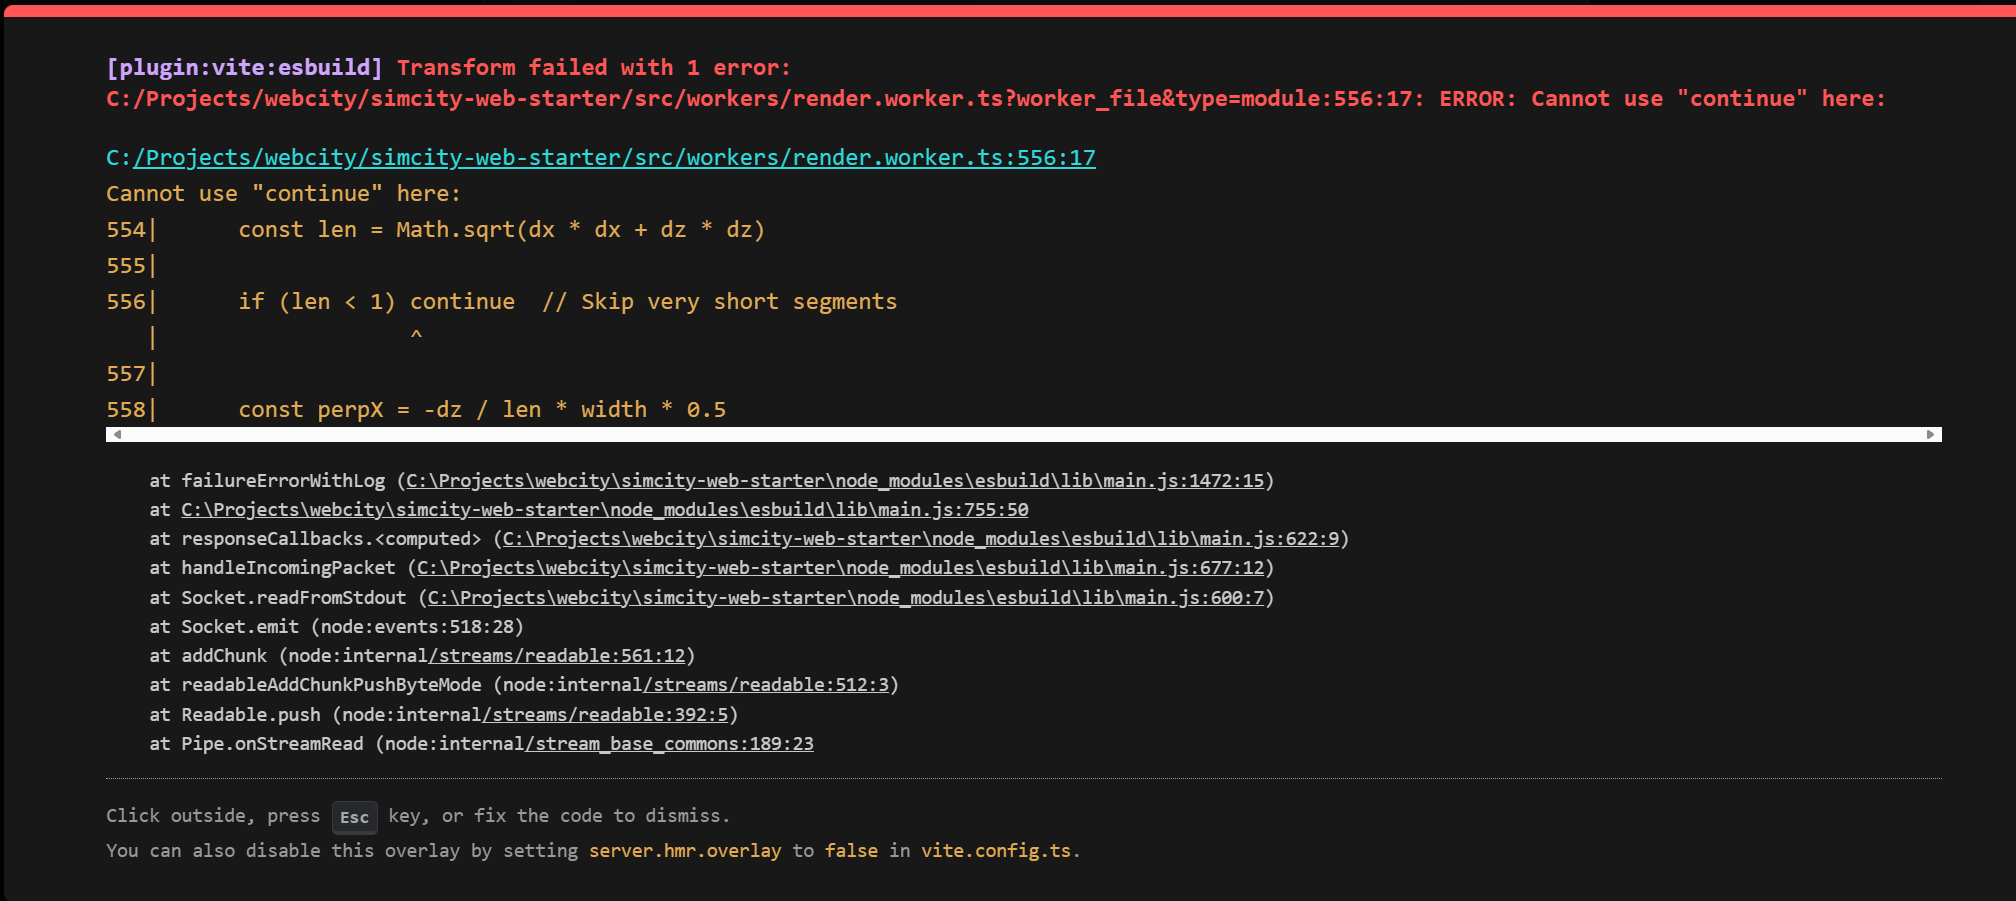 [plugin:vite:esbuild] Transform failed with 1 error:
C:/Projects/webcity/simcity-web-starter/src/workers/render.worker.ts?worker_file&type=module:556:17: ERROR: Cannot use "continue" here:
C:/Projects/webcity/simcity-web-starter/src/workers/render.worker.ts:556:17
Cannot use "continue" here:
554|      const len = Math.sqrt(dx * dx + dz * dz)
555|
556|      if (len < 1) continue  // Skip very short segments
   |                   ^
557|
558|      const perpX = -dz / len * width * 0.5
    at failureErrorWithLog (C:\Projects\webcity\simcity-web-starter\node_modules\esbuild\lib\main.js:1472:15)
    at C:\Projects\webcity\simcity-web-starter\node_modules\esbuild\lib\main.js:755:50
    at responseCallbacks.<computed> (C:\Projects\webcity\simcity-web-starter\node_modules\esbuild\lib\main.js:622:9)
    at handleIncomingPacket (C:\Projects\webcity\simcity-web-starter\node_modules\esbuild\lib\main.js:677:12)
    at Socket.readFromStdout (C:\Projects\webcity\simcity-web-starter\node_modules\esbuild\lib\main.js:600:7)
    at Socket.emit (node:events:518:28)
    at addChunk (node:internal/streams/readable:561:12)
    at readableAddChunkPushByteMode (node:internal/streams/readable:512:3)
    at Readable.push (node:internal/streams/readable:392:5)
    at Pipe.onStreamRead (node:internal/stream_base_commons:189:23
Click outside, press Esc key, or fix the code to dismiss.
You can also disable this overlay by setting server.hmr.overlay to false in vite.config.ts.